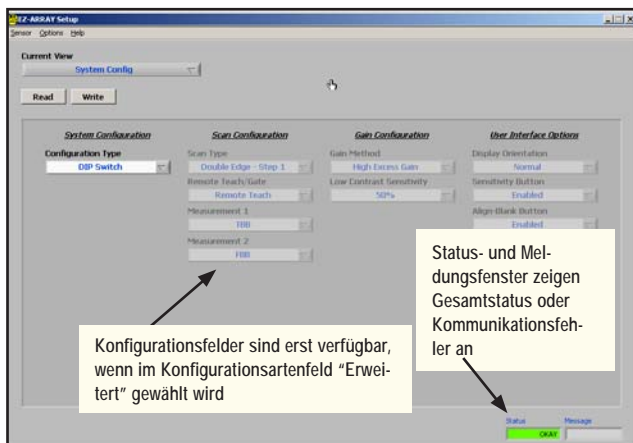 EZ-ARRAY Setup
Sensor Options Help
Current View
System Config
Read Write
System Configuration
Configuration Type
DIP Switch
Scan Configuration
Scan Type
Double Edge - Step 1
Remote Teach/Gate
Remote Teach
Measurement 1
TBB
Measurement 2
FBB
Gain Configuration
Gain Method
High Excess Gain
Low Contrast Sensitivity
50%
User Interface Options
Display Orientation
Normal
Sensitivity Button
Enabled
Align-Blank Button
Enabled
Status- und Mel-
dungsfenster zeigen
Gesamtstatus oder
Kommunikationsfeh-
ler an
Konfigurationsfelder sind erst verfügbar,
wenn im Konfigurationsartenfeld “Erwei-
tert” gewählt wird
Status Message
OKAY